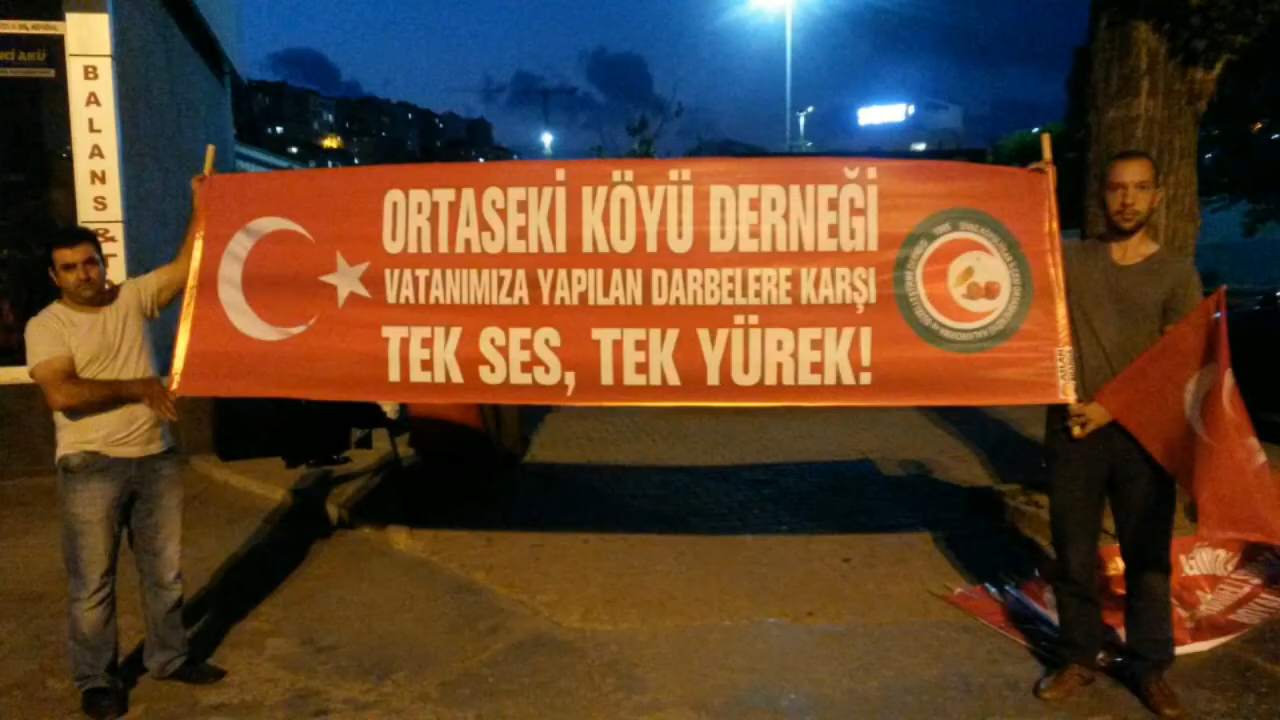 BALANS
&
ORTASEKİ KÖYÜ DERNEĞİ
VATANIMIZA YAPILAN DARBELERE KARŞI
TEK SES, TEK YÜREK!